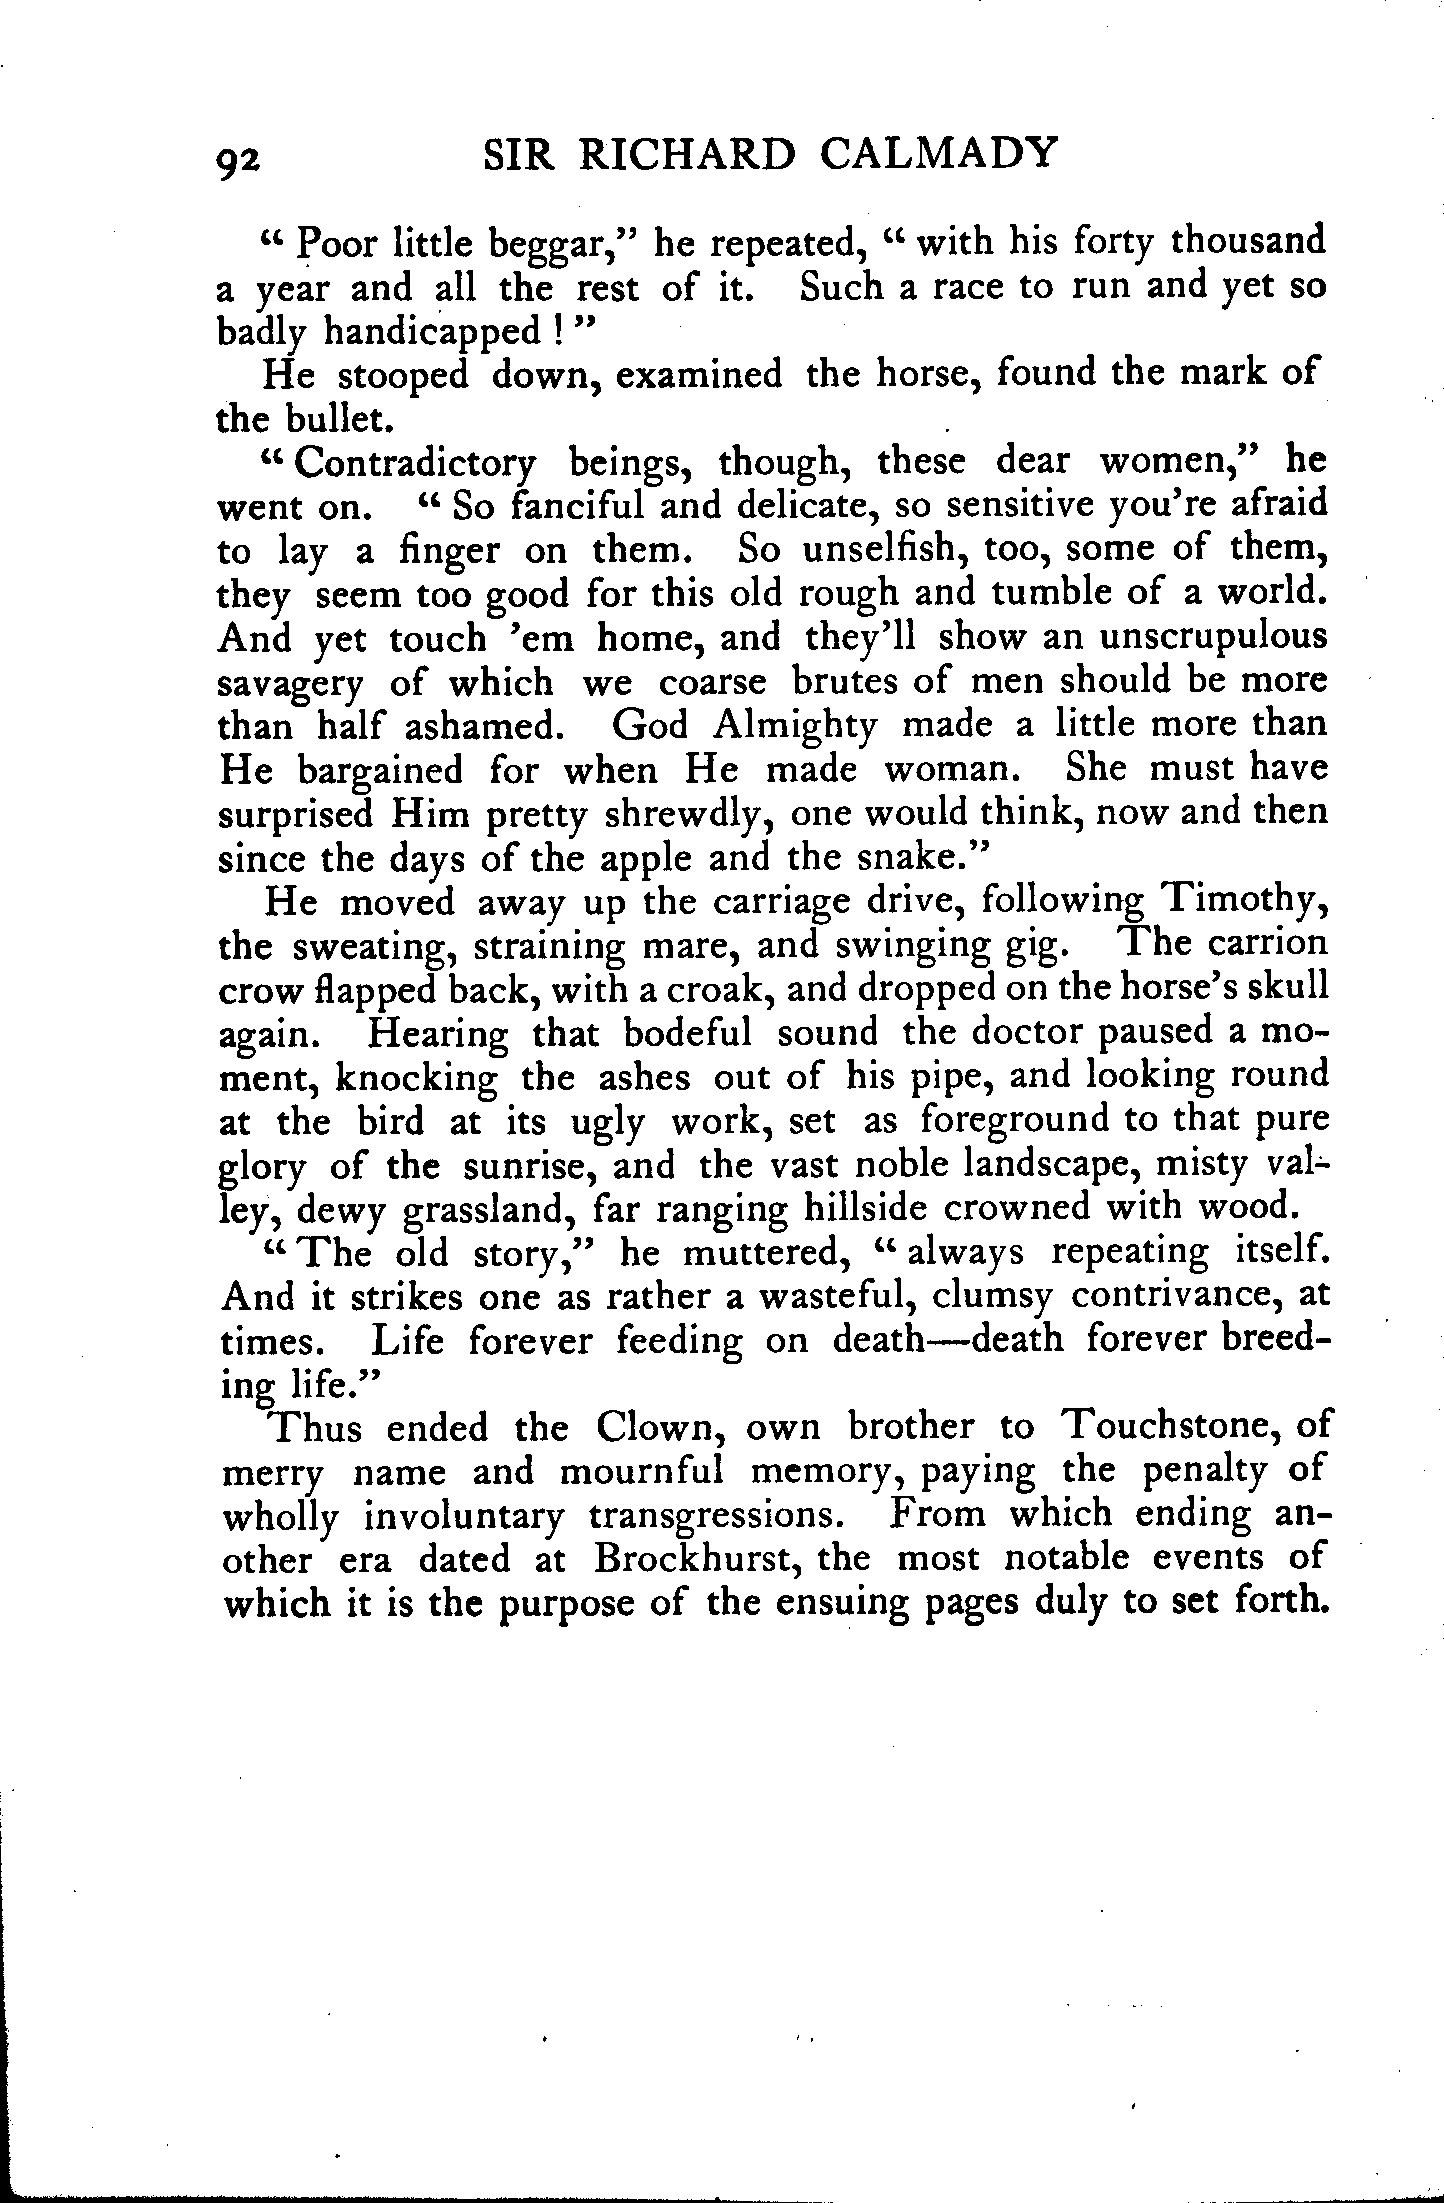 92 SIR RICHARD CALMADY
“ Poor little beggar,” he repeated, “ with his forty thousand
a year and all the rest of it. Such a race to run and yet so
badly handicapped ! ”
He stooped down, examined the horse, found the mark of
the bullet.
“ Contradictory beings, though, these dear women,” he
went on. “ So fanciful and delicate, so sensitive you’re afraid
to lay a finger on them. So unselfish, too, some of them,
they seem too good for this old rough and tumble of a world.
And yet touch ’em home, and they’ll show an unscrupulous
savagery of which we coarse brutes of men should be more
than half ashamed. God Almighty made a little more than
He bargained for when He made woman. She must have
surprised Him pretty shrewdly, one would think, now and then
since the days of the apple and the snake.”
He moved away up the carriage drive, following Timothy,
the sweating, straining mare, and swinging gig. The carrion
crow flapped back, with a croak, and dropped on the horse’s skull
again. Hearing that bodeful sound the doctor paused a mo-
ment, knocking the ashes out of his pipe, and looking round
at the bird at its ugly work, set as foreground to that pure
glory of the sunrise, and the vast noble landscape, misty val-
ley, dewy grassland, far ranging hillside crowned with wood.
“ The old story,” he muttered, “ always repeating itself.
And it strikes one as rather a wasteful, clumsy contrivance, at
times. Life forever feeding on death—death forever breed-
ing life.”
Thus ended the Clown, own brother to Touchstone, of
merry name and mournful memory, paying the penalty of
wholly involuntary transgressions. From which ending an-
other era dated at Brockhurst, the most notable events of
which it is the purpose of the ensuing pages duly to set forth.